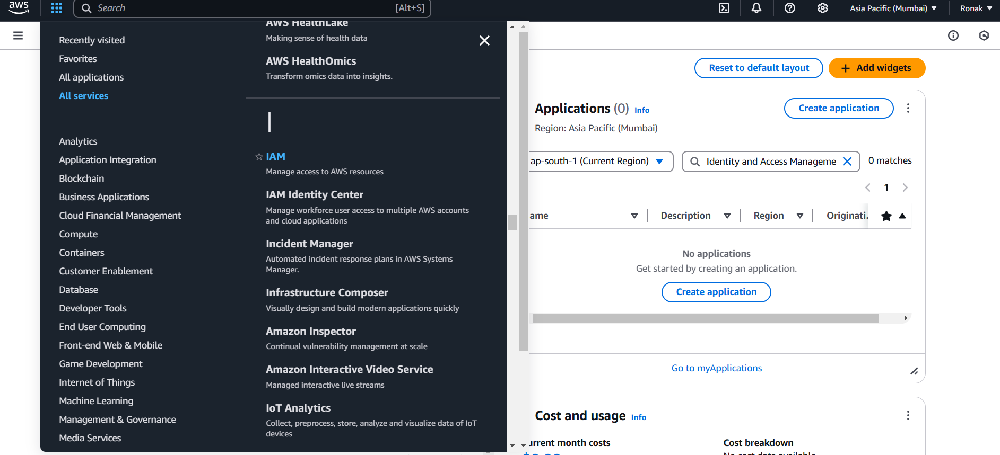 aws
Search
[Alt+S]
Asia Pacific (Mumbai)
Ronak
Recently visited
Favorites
All applications
All services
Analytics
Application Integration
Blockchain
Business Applications
Cloud Financial Management
Compute
Containers
Customer Enablement
Database
Developer Tools
End User Computing
Front-end Web & Mobile
Game Development
Internet of Things
Machine Learning
Management & Governance
Media Services
AWS HealthLake
Making sense of health data
AWS HealthOmics
Transform omics data into insights.
I
IAM
Manage access to AWS resources
IAM Identity Center
Manage workforce user access to multiple AWS accounts
and cloud applications
Incident Manager
Automated incident response plans in AWS Systems
Manager.
Infrastructure Composer
Visually design and build modern applications quickly
Amazon Inspector
Continual vulnerability management at scale
Amazon Interactive Video Service
Managed interactive live streams
IoT Analytics
Collect, preprocess, store, analyze and visualize data of IoT
devices
Reset to default layout
+ Add widgets
Applications (0) Info
Create application
Region: Asia Pacific (Mumbai)
ap-south-1 (Current Region)
Identity and Access Manageme
0 matches
1
Description
Region
Originati.
No applications
Get started by creating an application.
Create application
Go to myApplications
Cost and usage Info
month costs
Cost breakdown
No cost data available